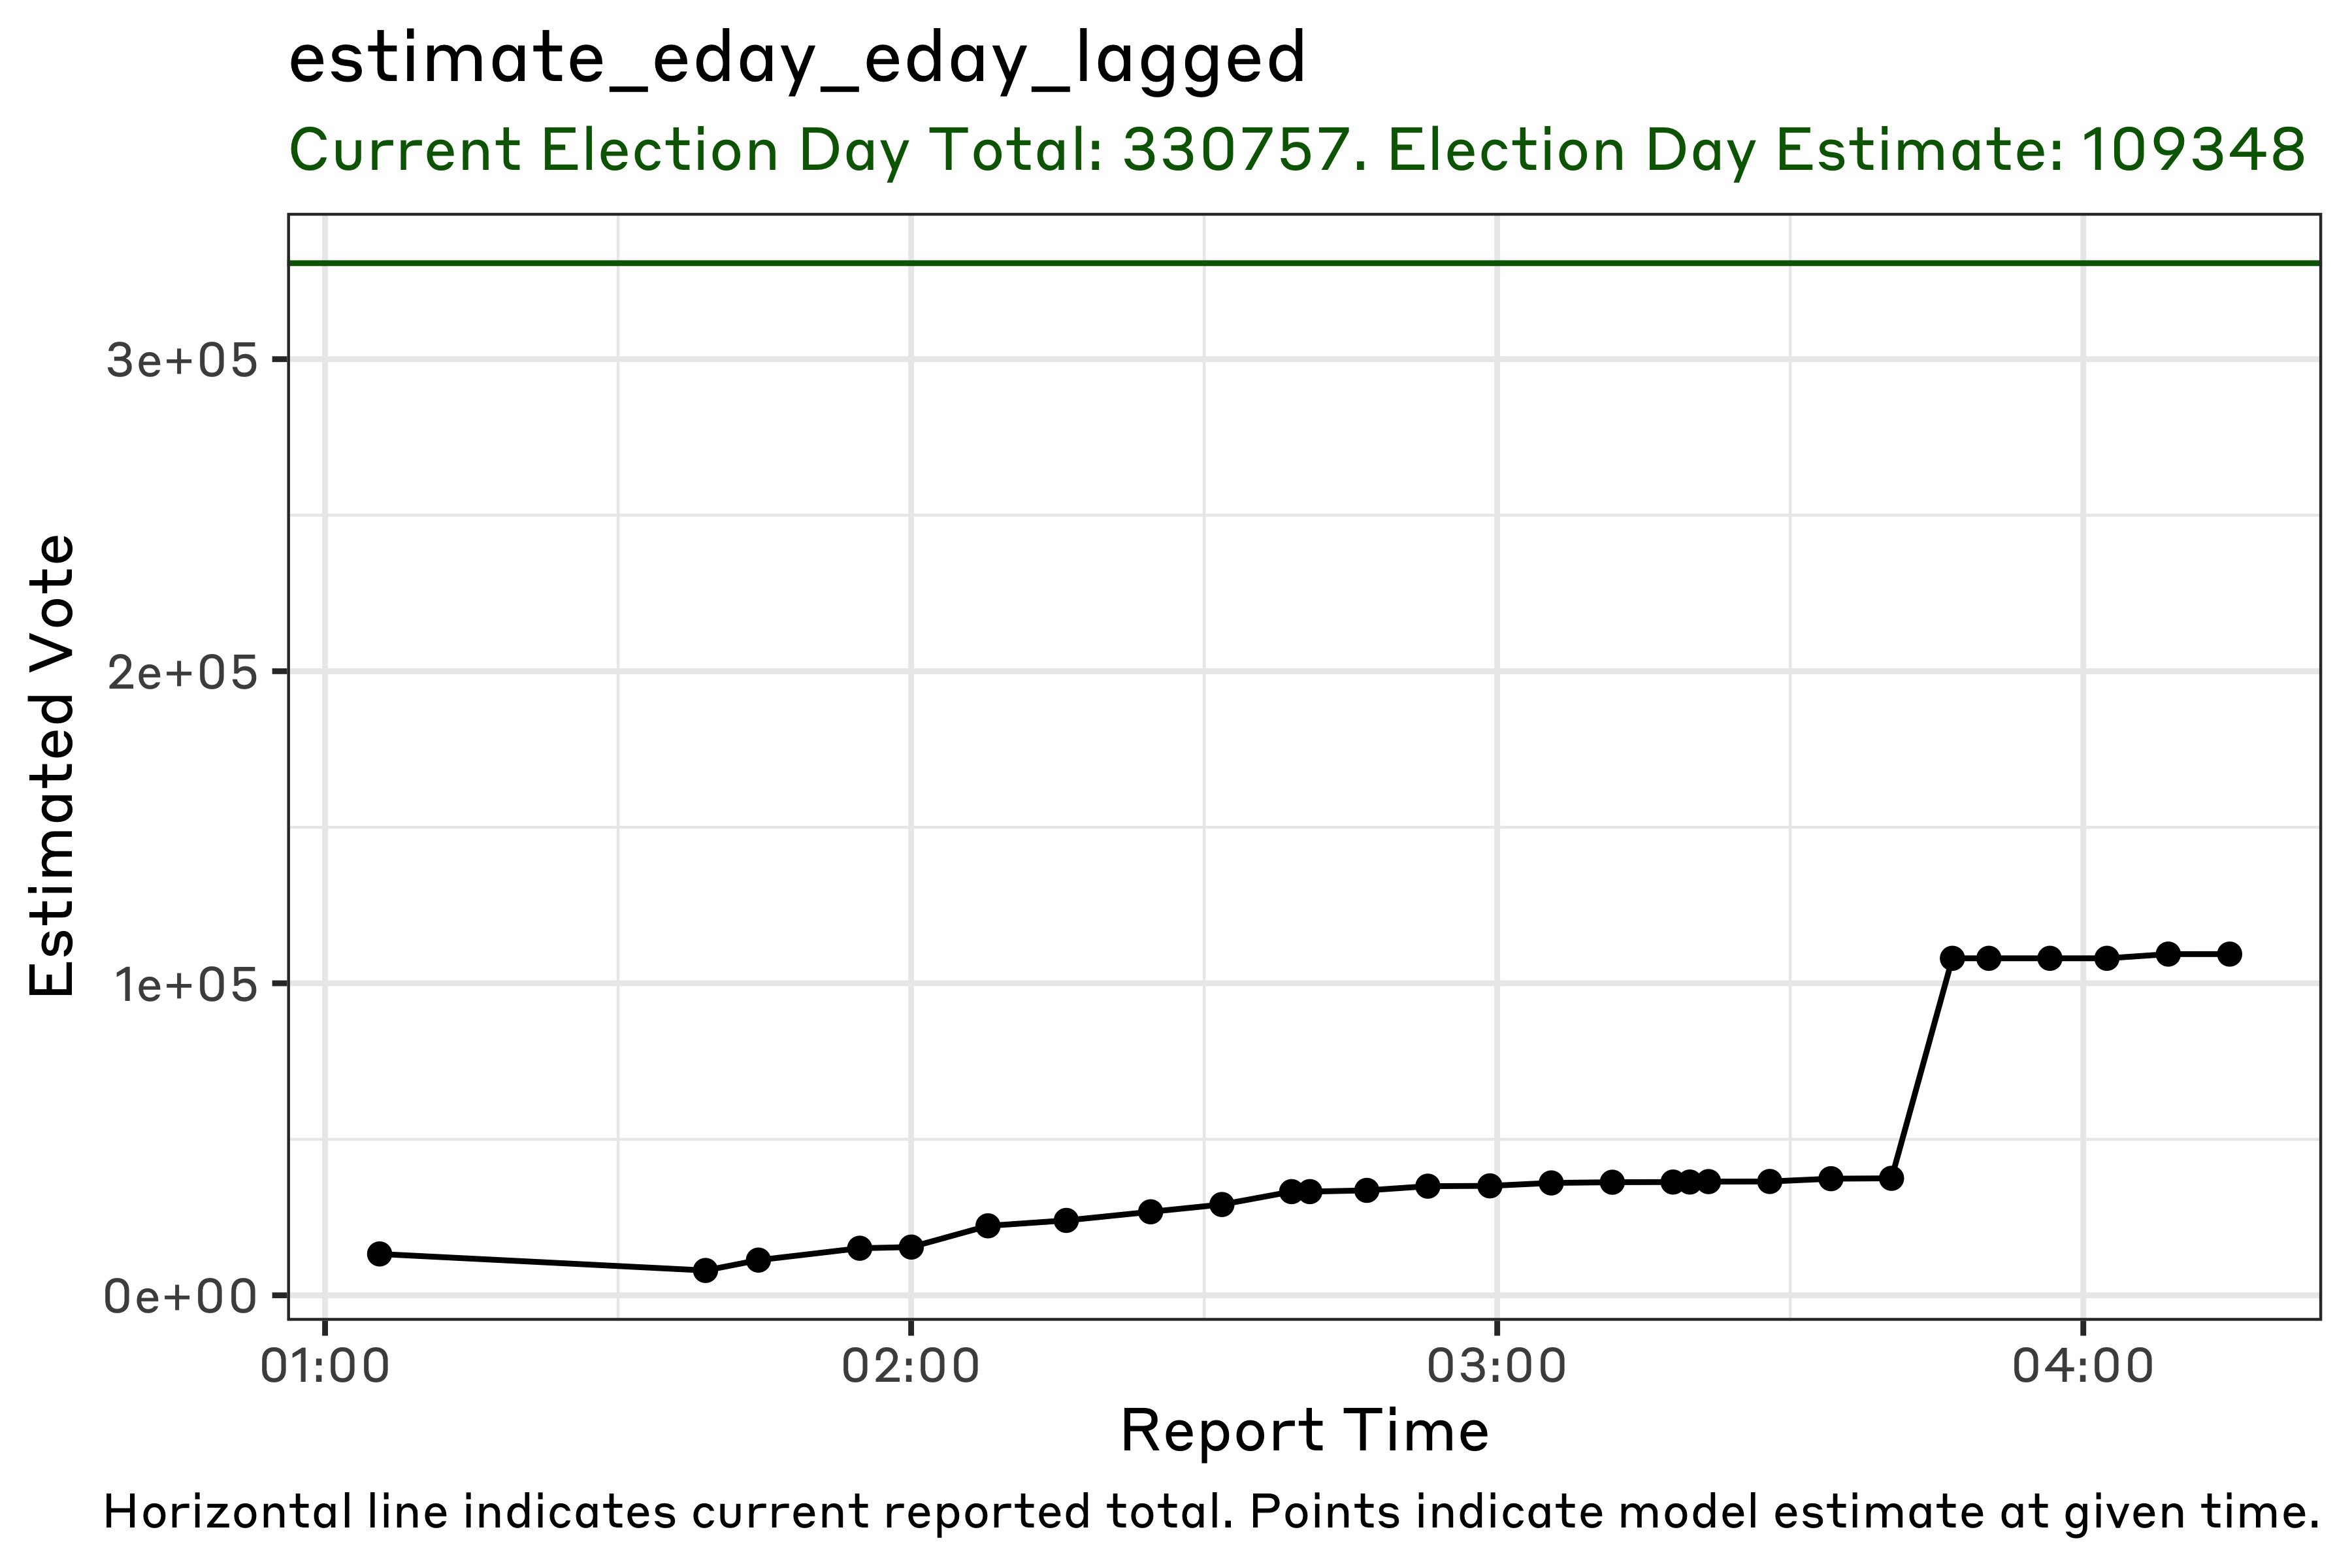 estimate_eday_eday_lagged
Current Election Day Total: 330757. Election Day Estimate: 109348
Estimated Vote
3e+05
2e+05
1e+05
0e+00
01:00 02:00 03:00 04:00
Report Time
Horizontal line indicates current reported total. Points indicate model estimate at given time.